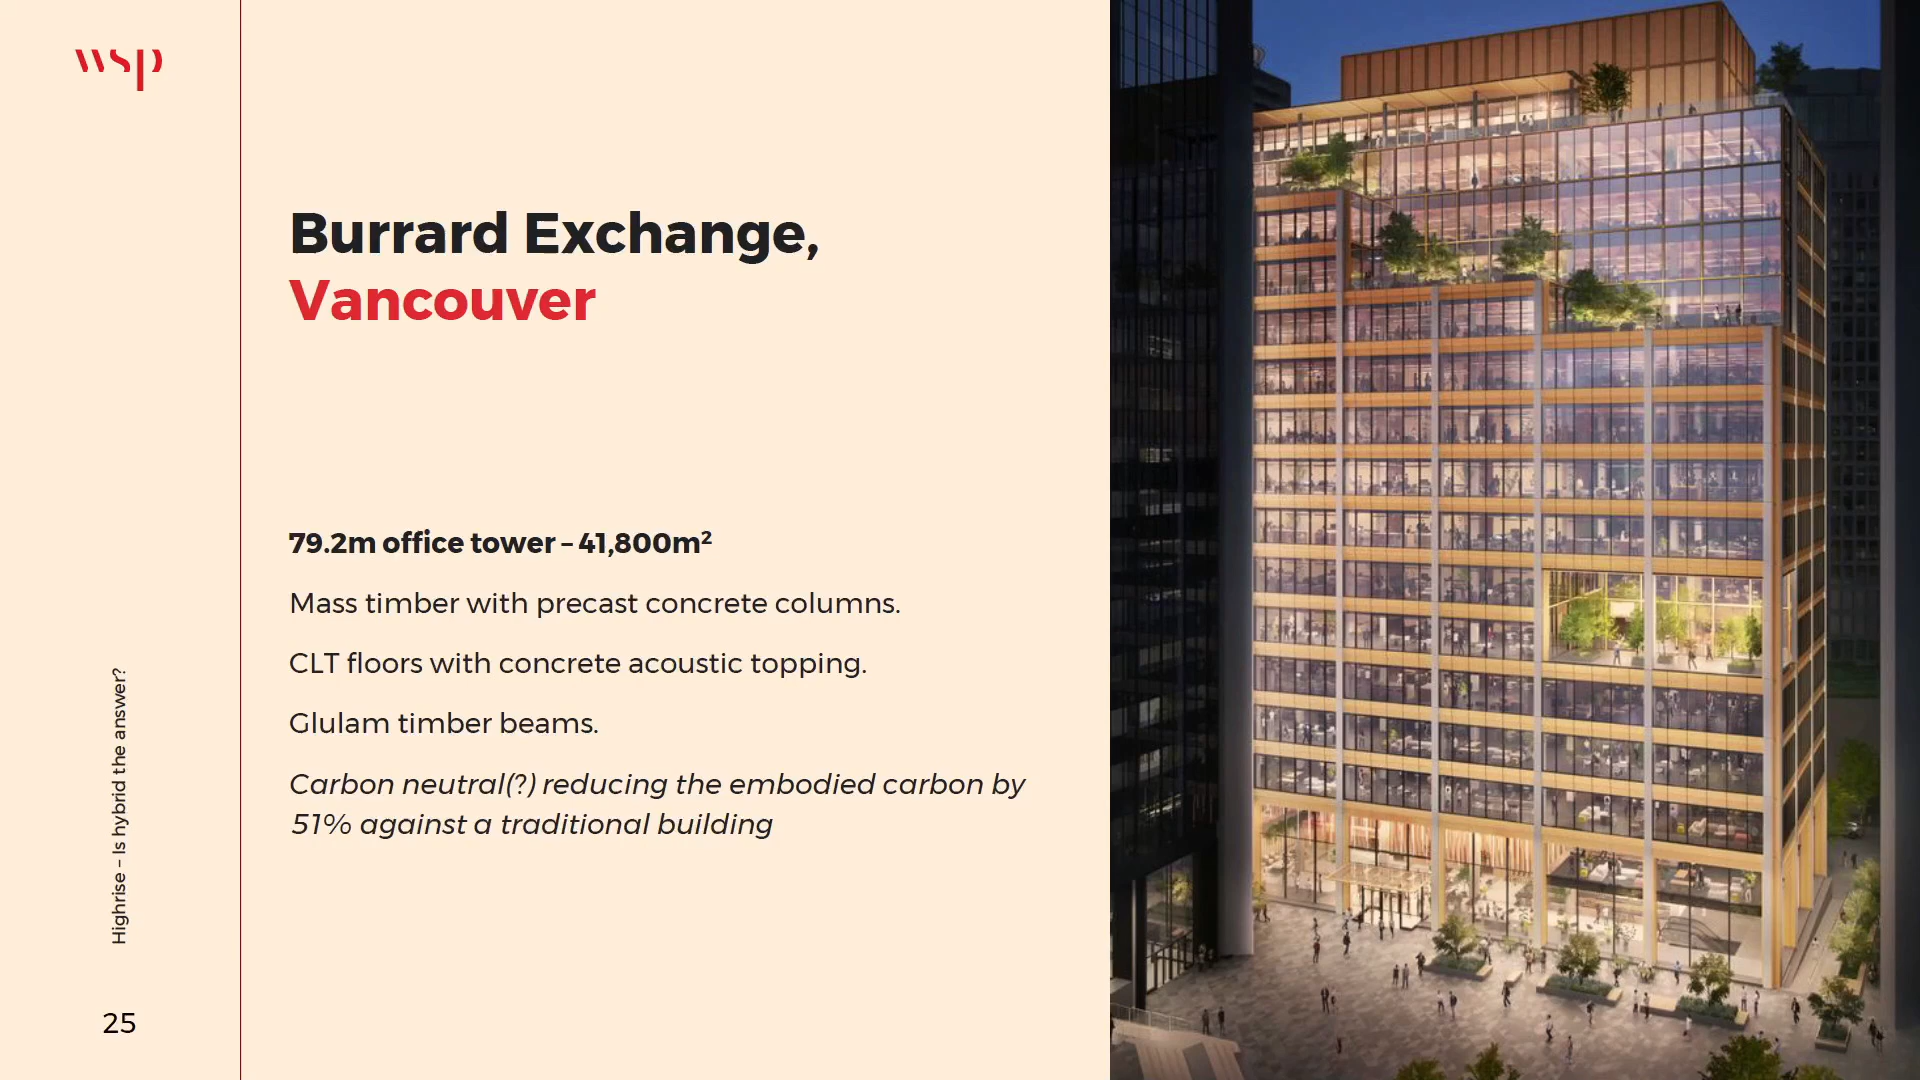 wsp
Burrard Exchange,
Vancouver
79.2m office tower – 41,800m²
Mass timber with precast concrete columns.
CLT floors with concrete acoustic topping.
Glulam timber beams.
Carbon neutral(?) reducing the embodied carbon by
51% against a traditional building
Highrise – Is hybrid the answer?
25